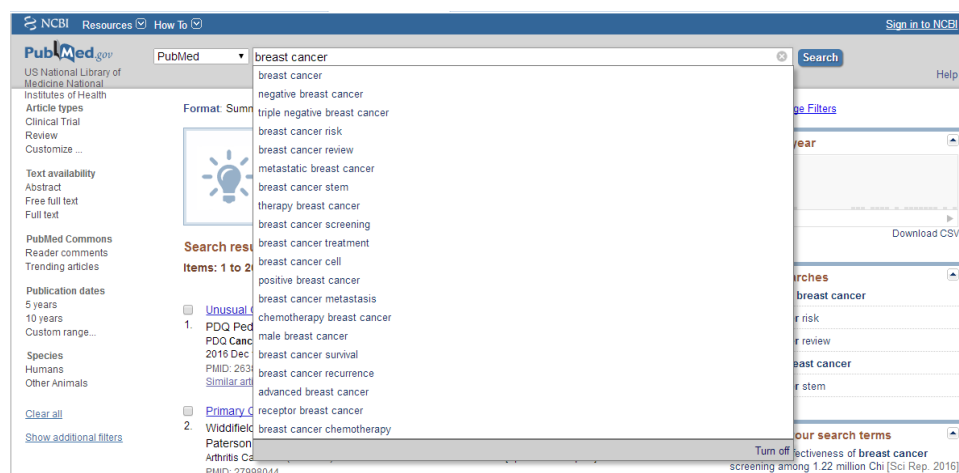 NCBI Resources How To Sign in to NCBI
PubMed.gov
US National Library of
Medicine National
Institutes of Health
PubMed
breast cancer
Search
Help
Article types
Clinical Trial
Review
Customize ...
Text availability
Abstract
Free full text
Full text
PubMed Commons
Reader comments
Trending articles
Publication dates
5 years
10 years
Custom range...
Species
Humans
Other Animals
Clear all
Show additional filters
breast cancer
negative breast cancer
triple negative breast cancer
breast cancer risk
breast cancer review
metastatic breast cancer
breast cancer stem
therapy breast cancer
breast cancer screening
breast cancer treatment
breast cancer cell
positive breast cancer
breast cancer metastasis
chemotherapy breast cancer
male breast cancer
breast cancer survival
breast cancer recurrence
advanced breast cancer
receptor breast cancer
breast cancer chemotherapy
Turn off
Format: Summ
Search resu
Items: 1 to 2
Unusual
1. PDQ Ped
PDQ Canc
2016 Dec
PMID: 263
Similar arti
Primary C
2. Widdifield
Paterson
Arthritis Ca
PMID: 27998044
ge Filters
year
Download CSV
rches
breast cancer
r risk
r review
east cancer
r stem
our search terms
fectiveness of breast cancer
screening among 1.22 million Chi [Sci Rep. 2016]